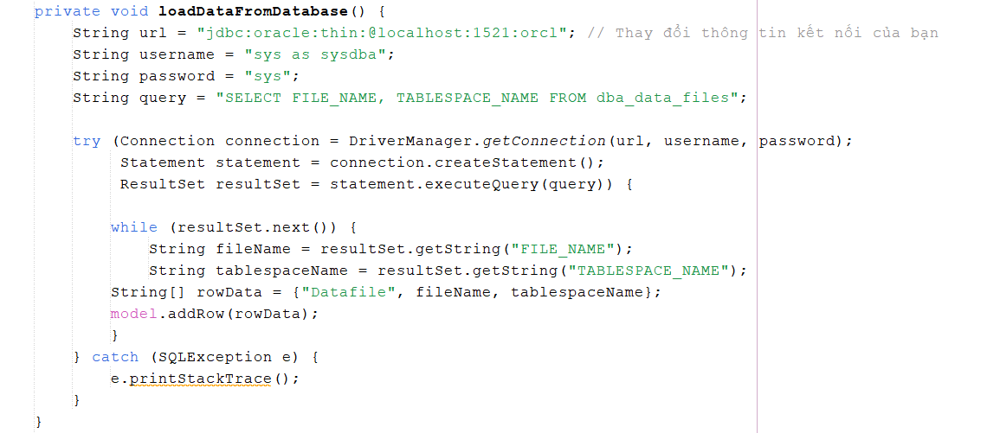 private void loadDataFromDatabase() {
    String url = "jdbc:oracle:thin:@localhost:1521:orcl"; // Thay đổi thông tin kết nối của bạn
    String username = "sys as sysdba";
    String password = "sys";
    String query = "SELECT FILE_NAME, TABLESPACE_NAME FROM dba_data_files";

    try (Connection connection = DriverManager.getConnection(url, username, password);
         Statement statement = connection.createStatement();
         ResultSet resultSet = statement.executeQuery(query)) {

        while (resultSet.next()) {
            String fileName = resultSet.getString("FILE_NAME");
            String tablespaceName = resultSet.getString("TABLESPACE_NAME");
        String[] rowData = {"Datafile", fileName, tablespaceName};
        model.addRow(rowData);
        }
    } catch (SQLException e) {
        e.printStackTrace();
    }
}